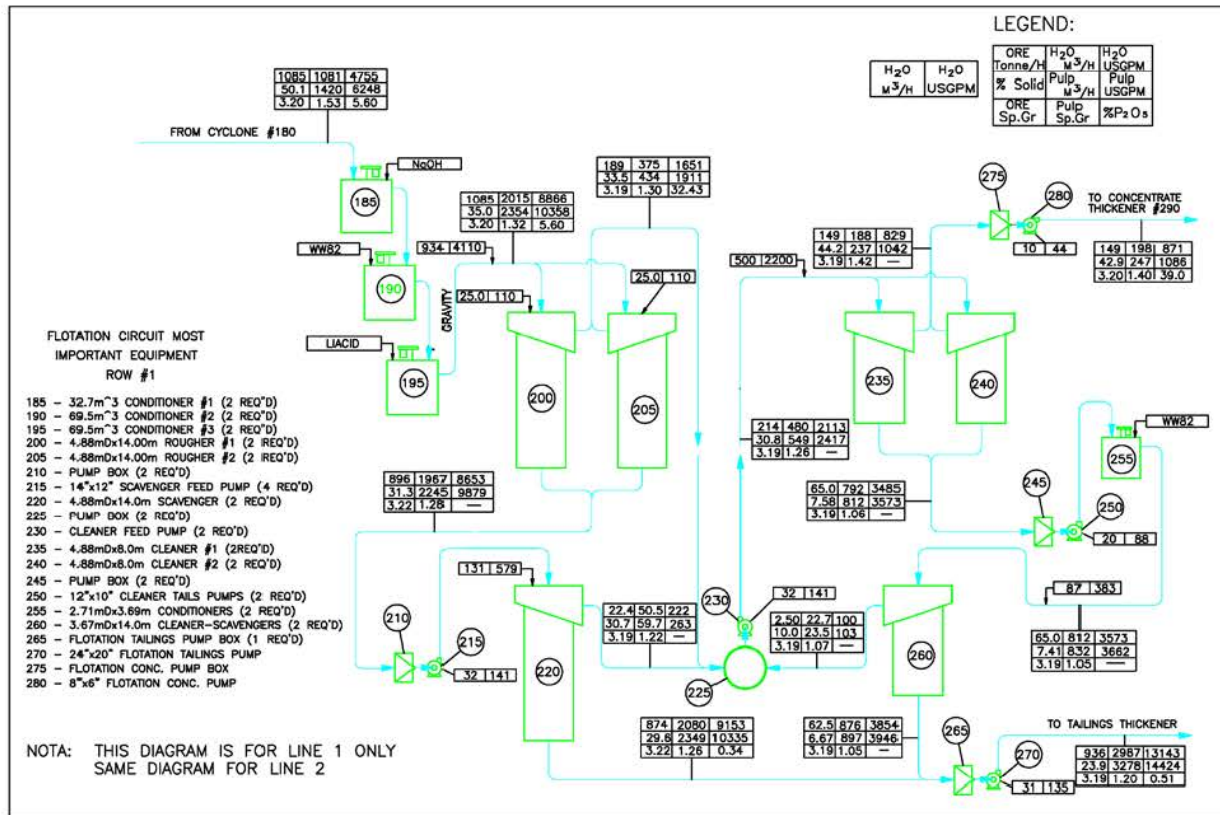 LEGEND:
ORE Tonne/H H₂O M³/H H₂O USGPM
% Solid Pulp M³/H Pulp USGPM
ORE Sp.Gr Pulp Sp.Gr %P₂O₅
H₂O M³/H H₂O USGPM
1085 1081 4755
50.1 1420 6248
3.20 1.53 5.60
FROM CYCLONE #180
NaOH
185
WW82
190
LIACID
195
GRAVITY
934 4110
1085 2015 8866
35.0 2354 10358
3.20 1.32 5.60
189 375 1651
33.5 434 1911
3.19 1.30 32.43
25.0 110
25.0 110
200
205
500 2200
149 188 829
44.2 237 1042
3.19 1.42 —
275
280
TO CONCENTRATE
THICKENER #290
10 44
149 198 871
42.9 247 1086
3.20 1.40 39.0
235
240
214 480 2113
30.8 549 2417
3.19 1.26 —
WW82
255
65.0 792 3485
7.58 812 3573
3.19 1.06 —
245
250
20 88
896 1967 8653
31.3 2245 9879
3.22 1.28 —
131 579
210
215
32 141
220
22.4 50.5 222
30.7 59.7 263
3.19 1.22 —
230
32 141
225
2.50 22.7 100
10.0 23.5 103
3.19 1.07 —
260
87 383
65.0 812 3573
7.41 832 3662
3.19 1.05 —
874 2080 9153
29.6 2349 10335
3.22 1.26 0.34
62.5 876 3854
6.67 897 3946
3.19 1.05 —
265
270
31 135
TO TAILINGS THICKENER
936 2987 13143
23.9 3278 14424
3.19 1.20 0.51
FLOTATION CIRCUIT MOST
IMPORTANT EQUIPMENT
ROW #1
185 – 32.7m^3 CONDITIONER #1 (2 REQ'D)
190 – 69.5m^3 CONDITIONER #2 (2 REQ'D)
195 – 69.5m^3 CONDITIONER #3 (2 REQ'D)
200 – 4.88mDx14.00m ROUGHER #1 (2 IREQ'D)
205 – 4.88mDx14.00m ROUGHER #2 (2 IREQ'D)
210 – PUMP BOX (2 REQ'D)
215 – 14"x12" SCAVENGER FEED PUMP (4 REQ'D)
220 – 4.88mDx14.0m SCAVENGER (2 REQ'D)
225 – PUMP BOX (2 REQ'D)
230 – CLEANER FEED PUMP (2 REQ'D)
235 – 4.88mDx8.0m CLEANER #1 (2REQ'D)
240 – 4.88mDx8.0m CLEANER #2 (2 REQ'D)
245 – PUMP BOX (2 REQ'D)
250 – 12"x10" CLEANER TAILS PUMPS (2 REQ'D)
255 – 2.71mDx3.69m CONDITIONERS (2 REQ'D)
260 – 3.67mDx14.0m CLEANER-SCAVENGERS (2 REQ'D)
265 – FLOTATION TAILINGS PUMP BOX (1 REQ'D)
270 – 24"x20" FLOTATION TAILINGS PUMP
275 – FLOTATION CONC. PUMP BOX
280 – 8"x6" FLOTATION CONC. PUMP
NOTA: THIS DIAGRAM IS FOR LINE 1 ONLY
SAME DIAGRAM FOR LINE 2